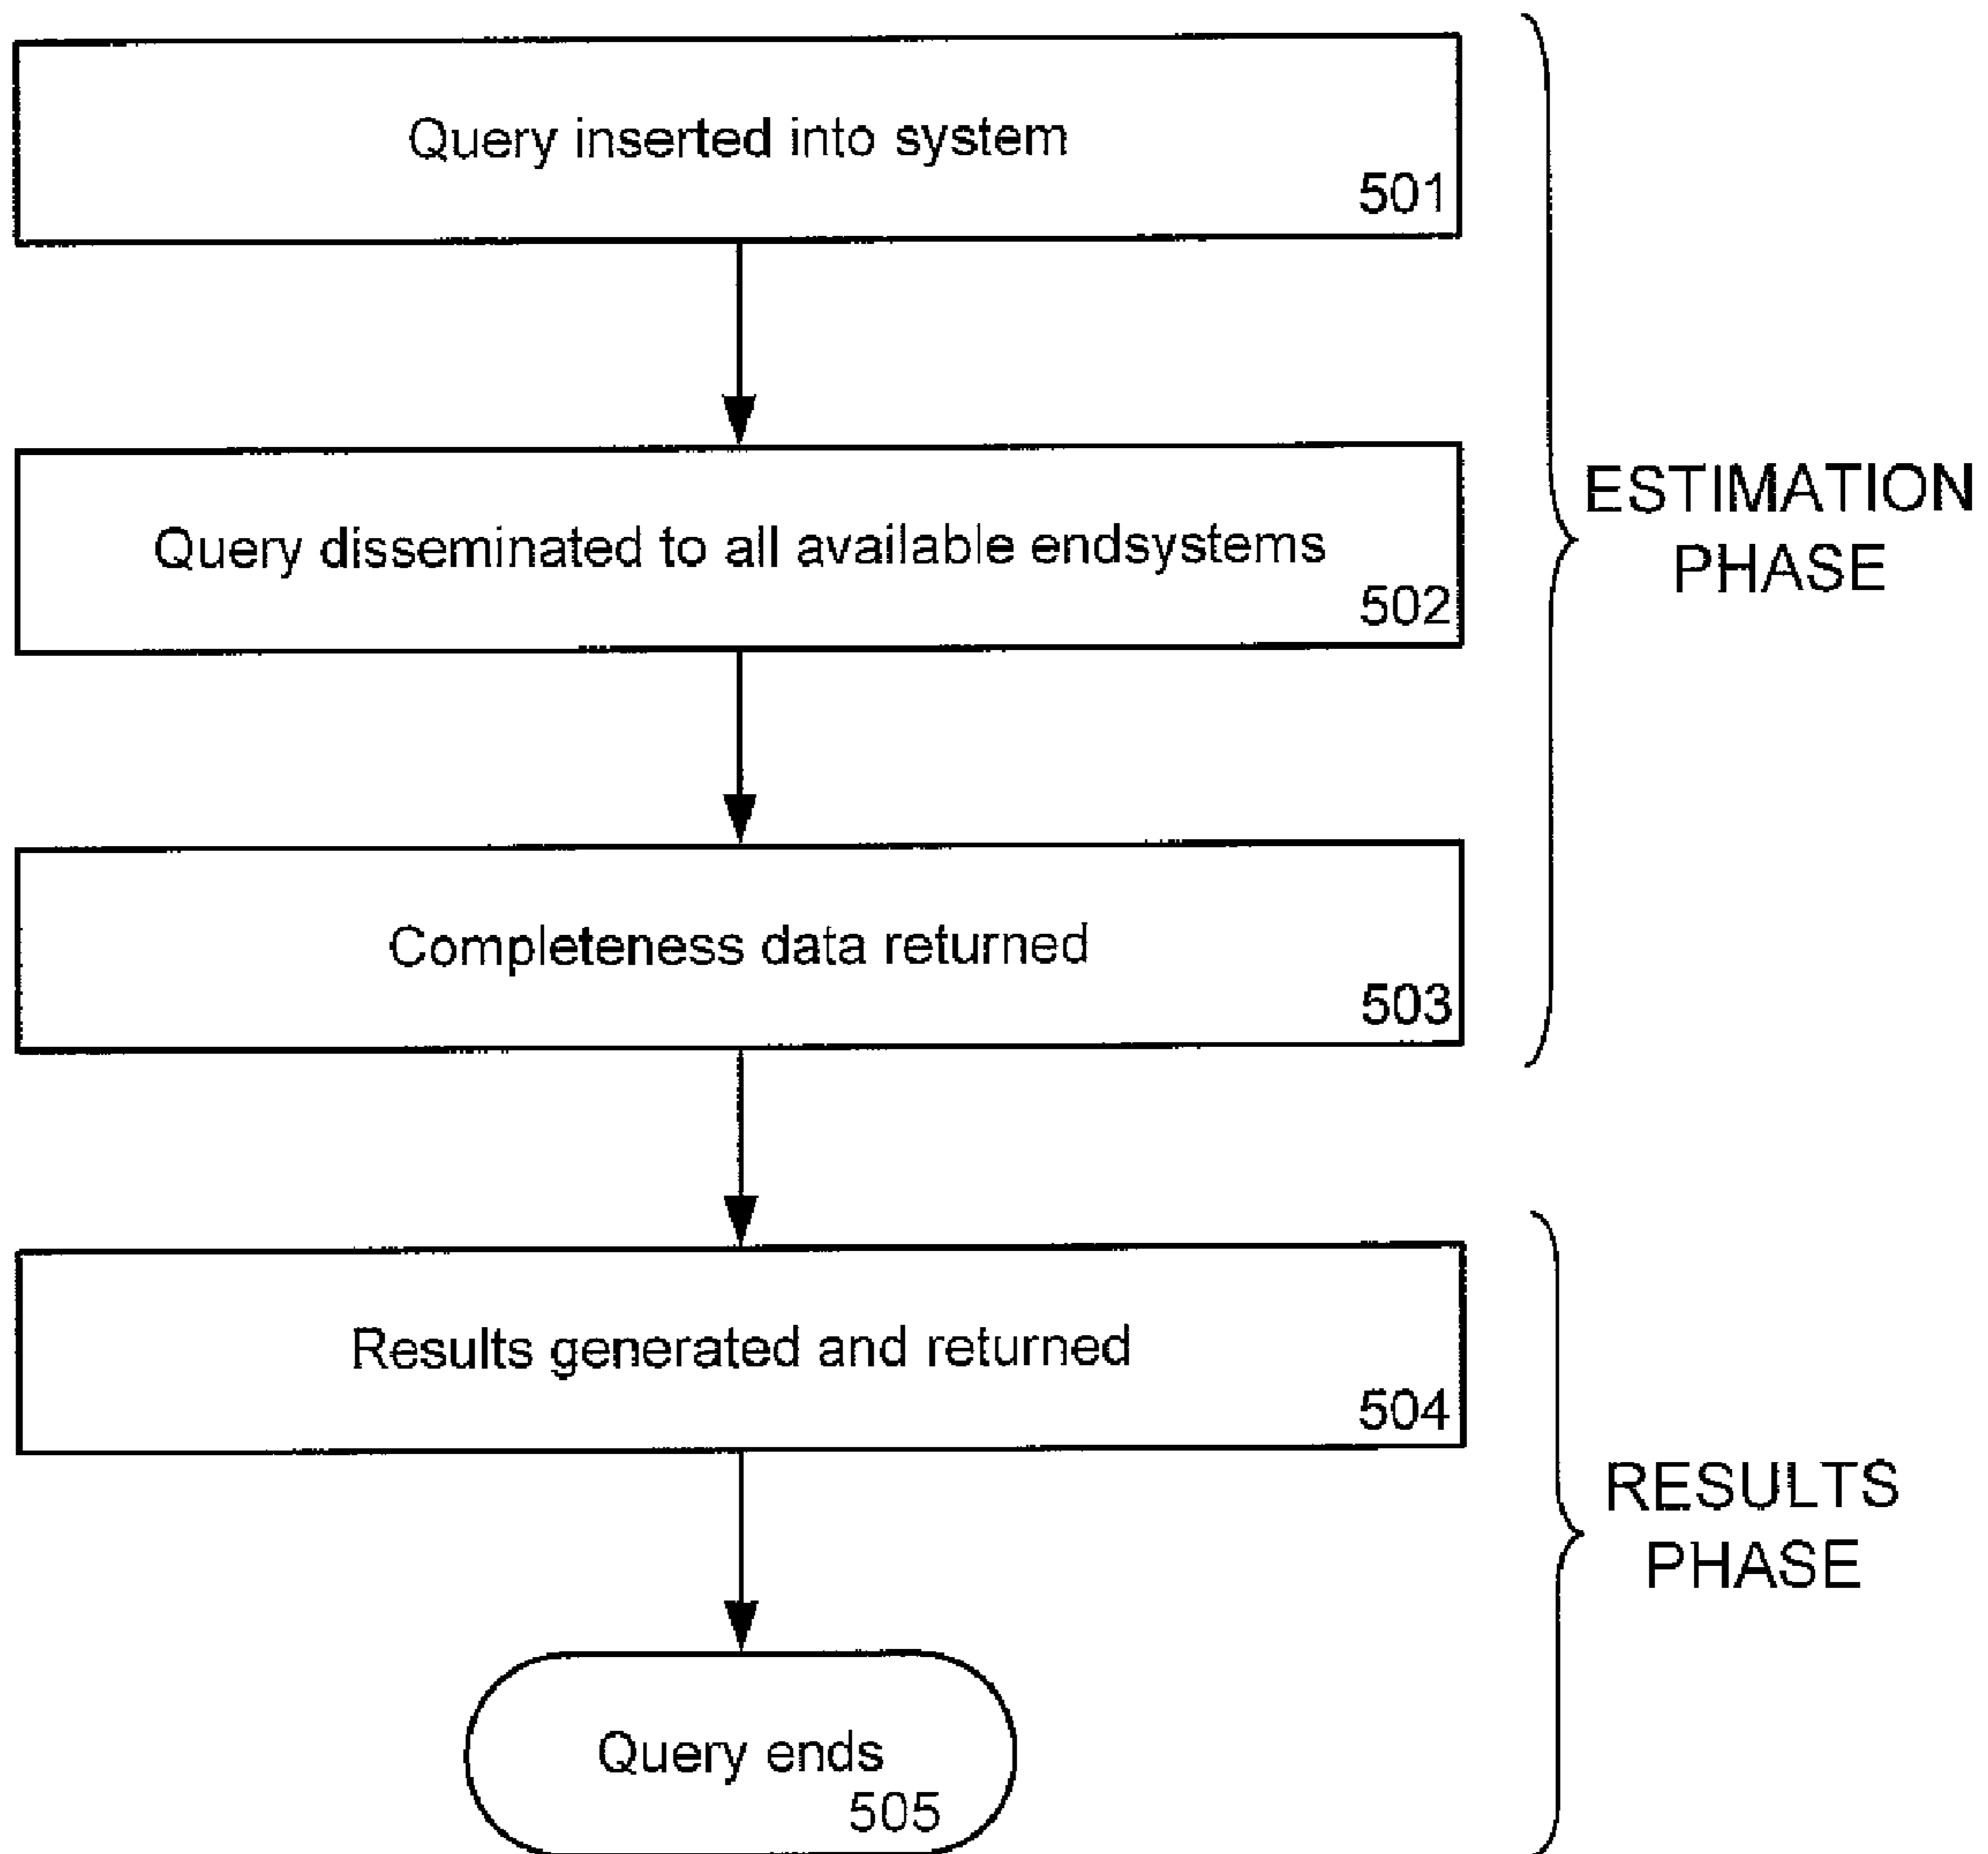 Query inserted into system
501
Query disseminated to all available endsystems
502
ESTIMATION
PHASE
Completeness data returned
503
Results generated and returned
504
RESULTS
PHASE
Query ends
505